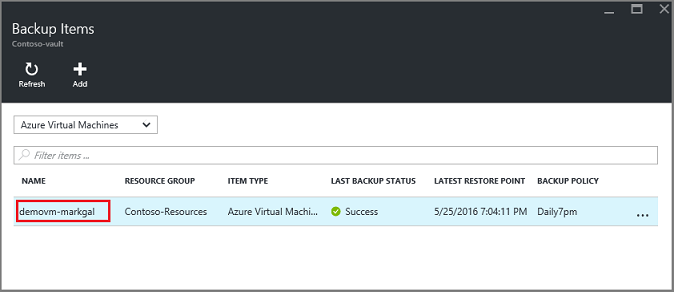 Backup Items
Contoso-vault
Refresh Add
Azure Virtual Machines
Filter items ...
NAME RESOURCE GROUP ITEM TYPE LAST BACKUP STATUS LATEST RESTORE POINT BACKUP POLICY
demovm-markgal Contoso-Resources Azure Virtual Machi... Success 5/25/2016 7:04:11 PM Daily7pm ...